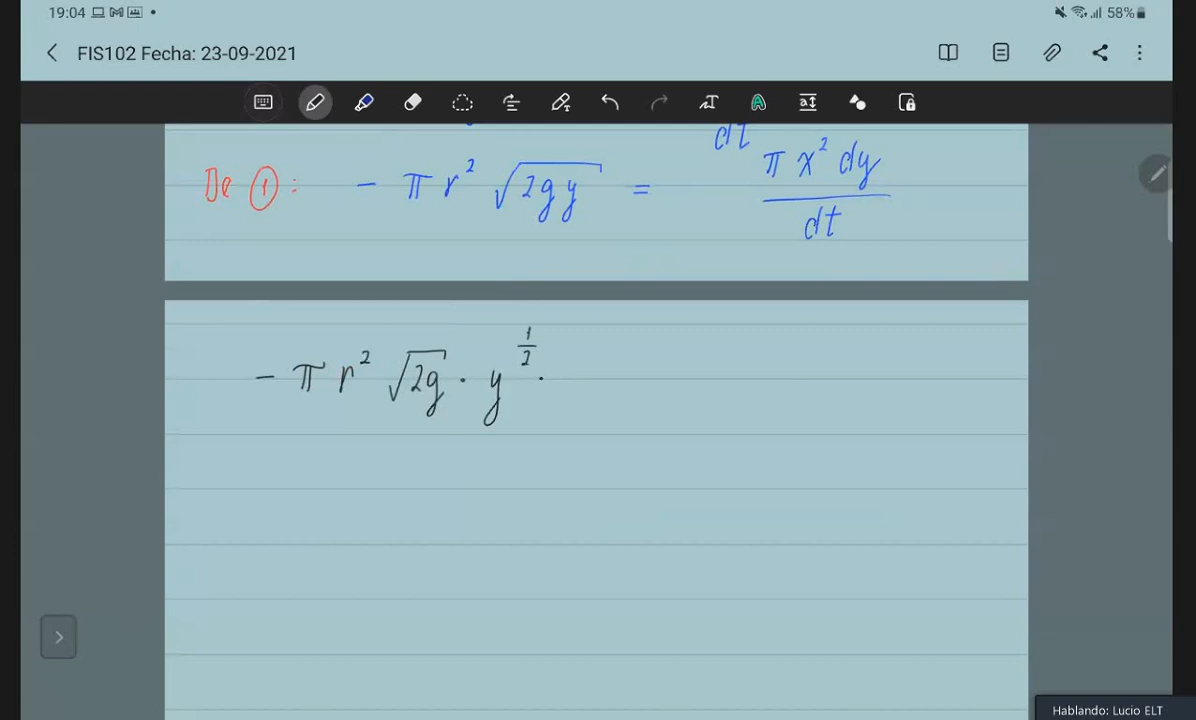 19:04
58%
FIS102 Fecha: 23-09-2021
dt
De ① : - π r² √2gy = π x² dy / dt
- π r² √2g · y^1/2 ·
Hablando: Lucio ELT